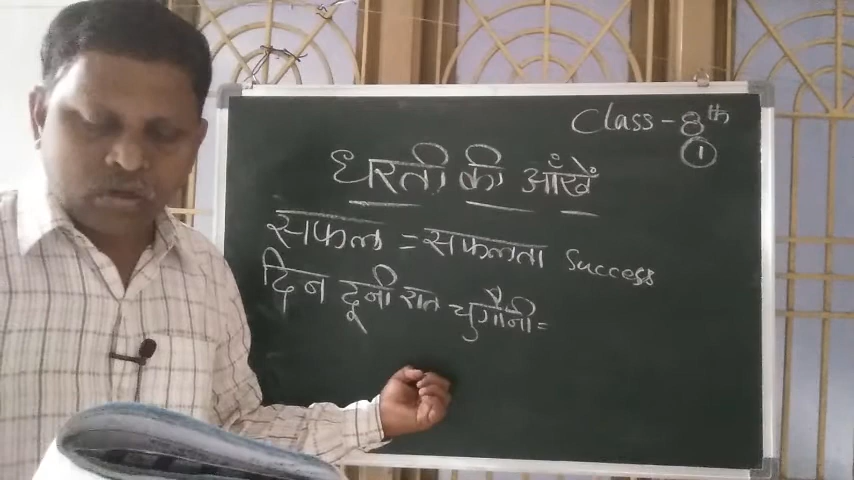 Class - 8th
①
धरती की आँखें
सफल = सफलता Success
दिन दूनी रात चुगौनी =